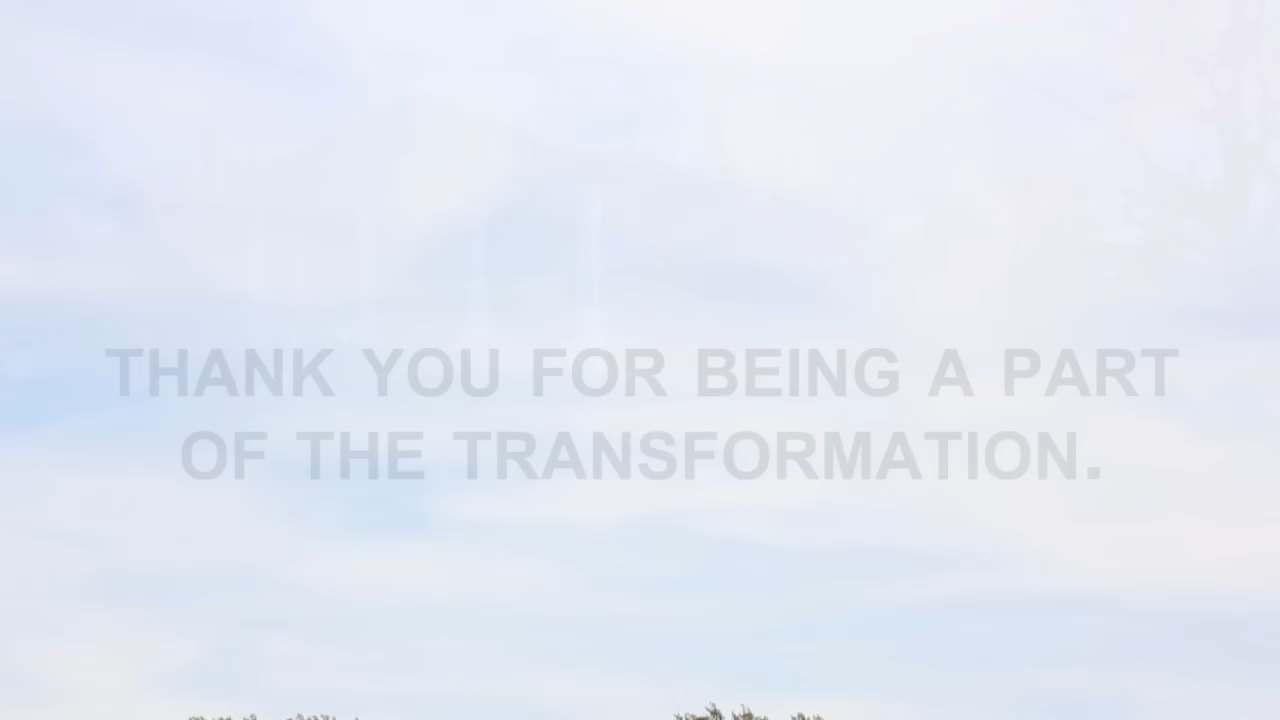 THANK YOU FOR BEING A PART
OF THE TRANSFORMATION.